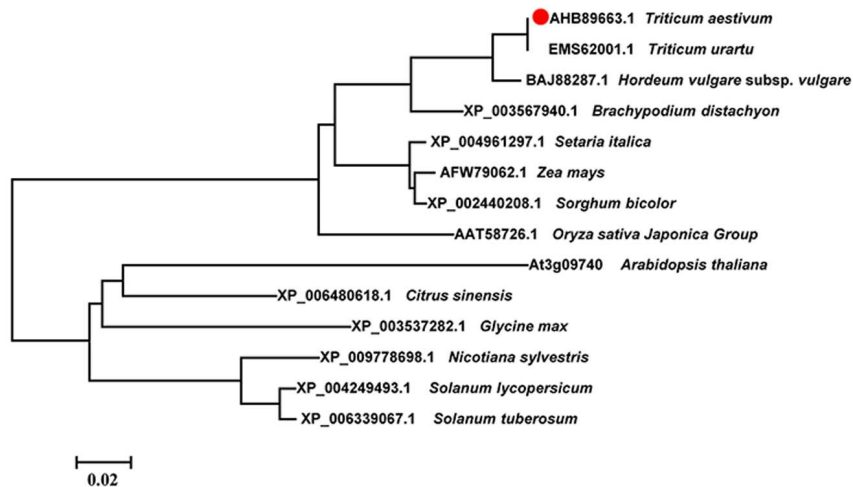 AHB89663.1 Triticum aestivum
EMS62001.1 Triticum urartu
BAJ88287.1 Hordeum vulgare subsp. vulgare
XP_003567940.1 Brachypodium distachyon
XP_004961297.1 Setaria italica
AFW79062.1 Zea mays
XP_002440208.1 Sorghum bicolor
AAT58726.1 Oryza sativa Japonica Group
At3g09740 Arabidopsis thaliana
XP_006480618.1 Citrus sinensis
XP_003537282.1 Glycine max
XP_009778698.1 Nicotiana sylvestris
XP_004249493.1 Solanum lycopersicum
XP_006339067.1 Solanum tuberosum
0.02